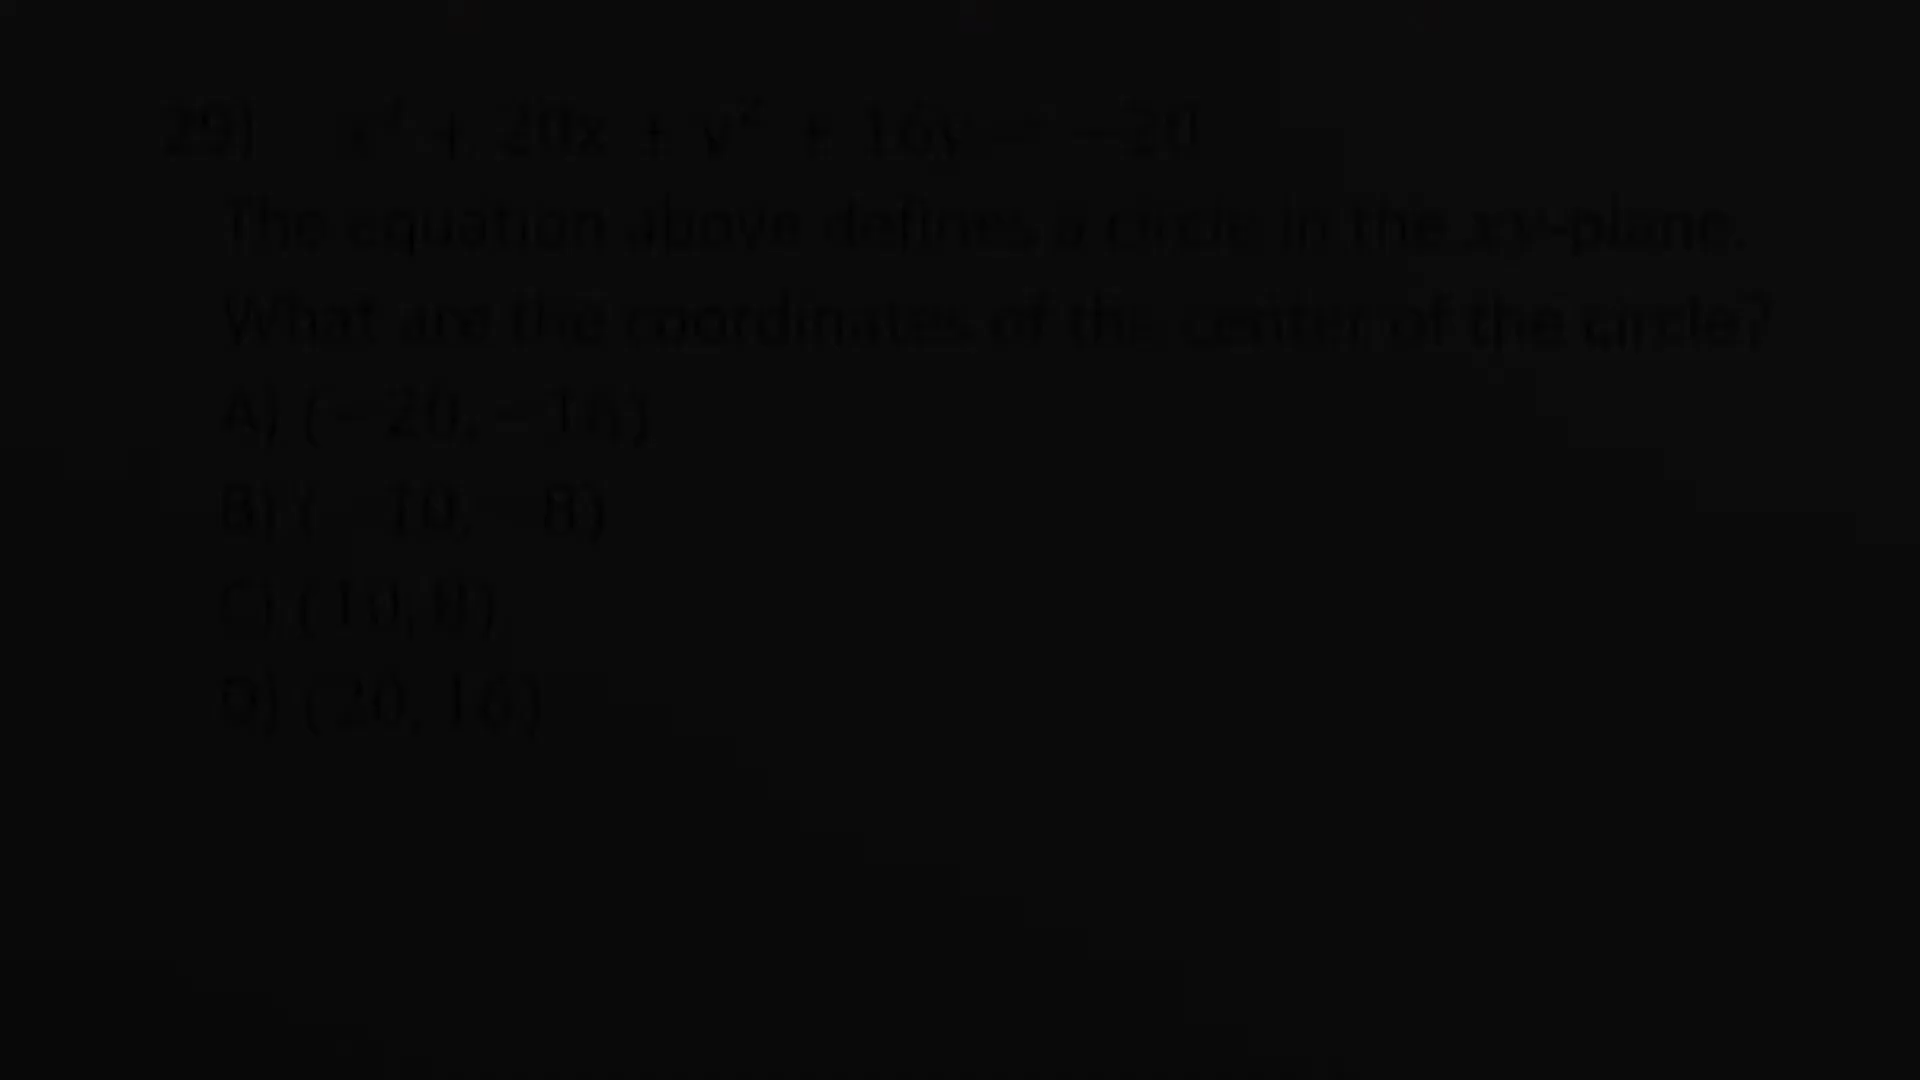 29) x² + 20x + y² + 16y = −20
The equation above defines a circle in the xy-plane.
What are the coordinates of the center of the circle?
A) (−20, −16)
B) (−10, −8)
C) (10, 8)
D) (20, 16)